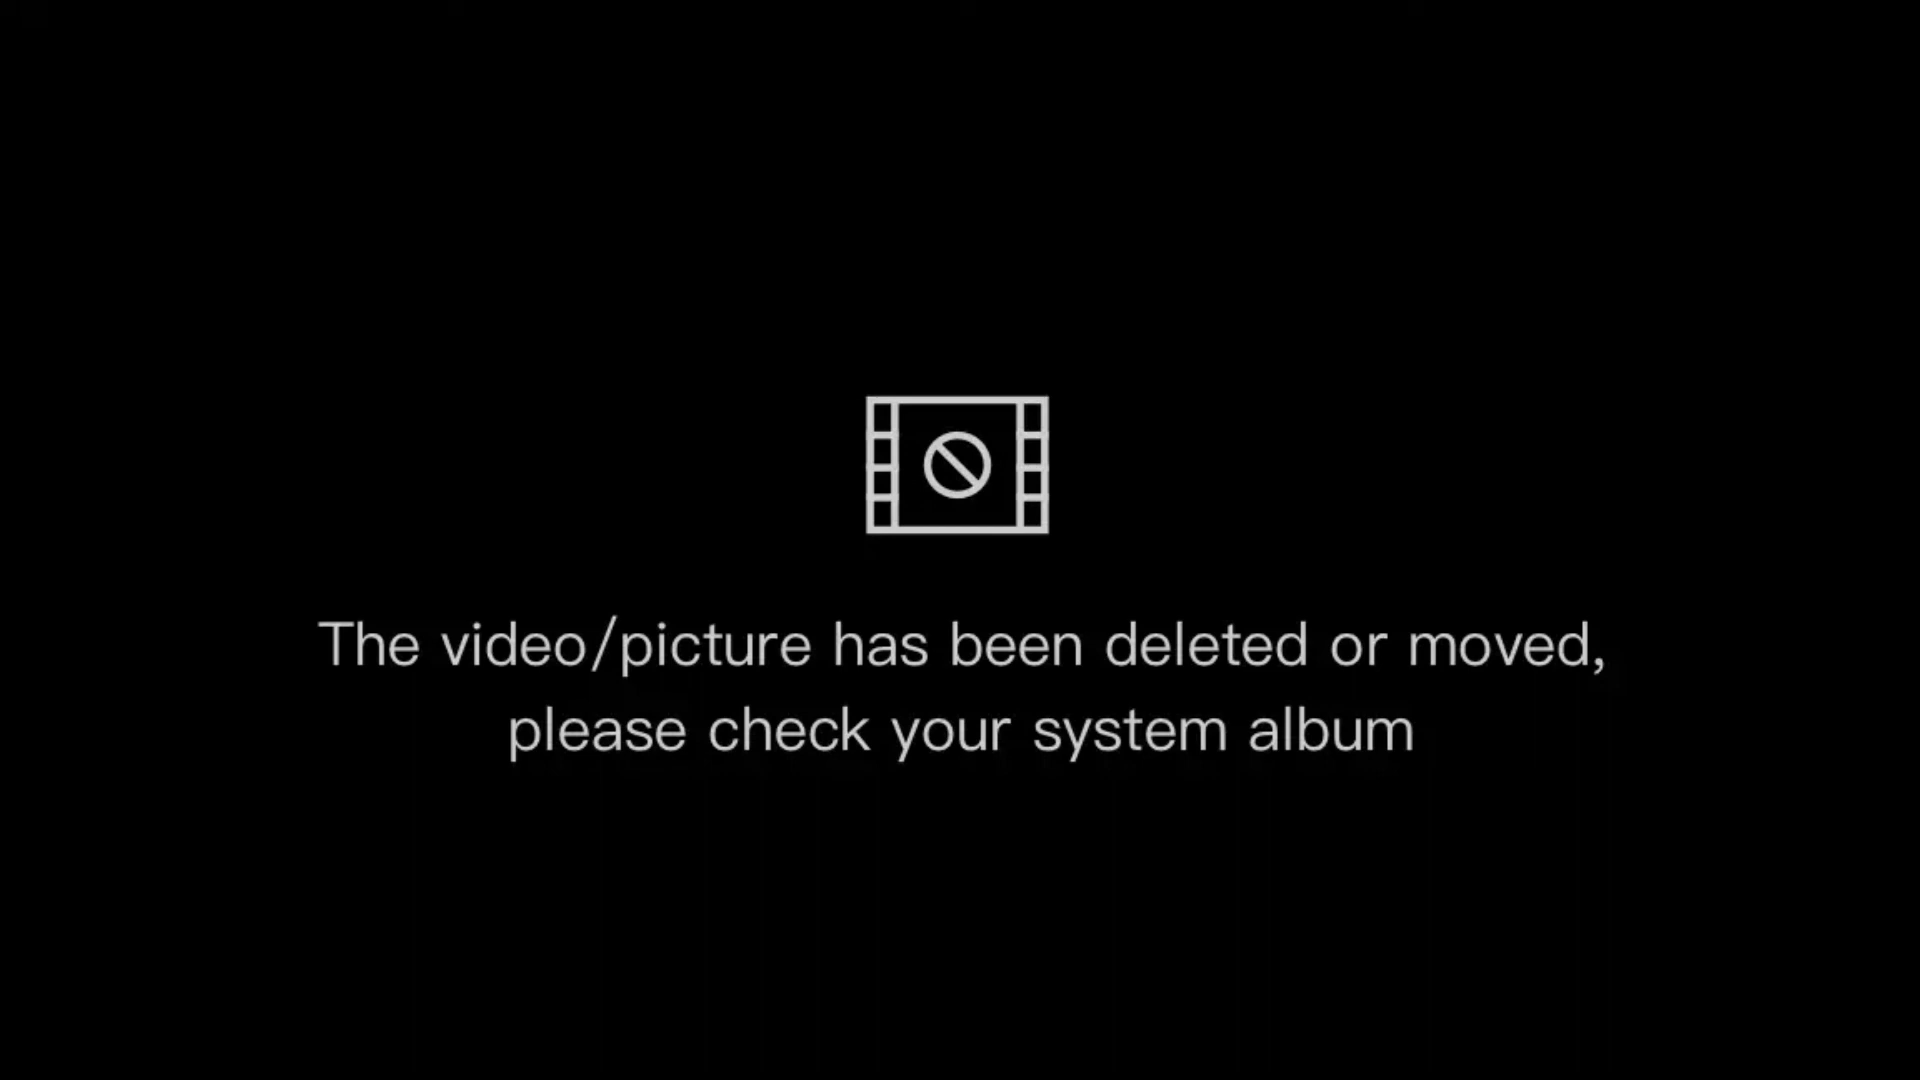 The video/picture has been deleted or moved,
please check your system album